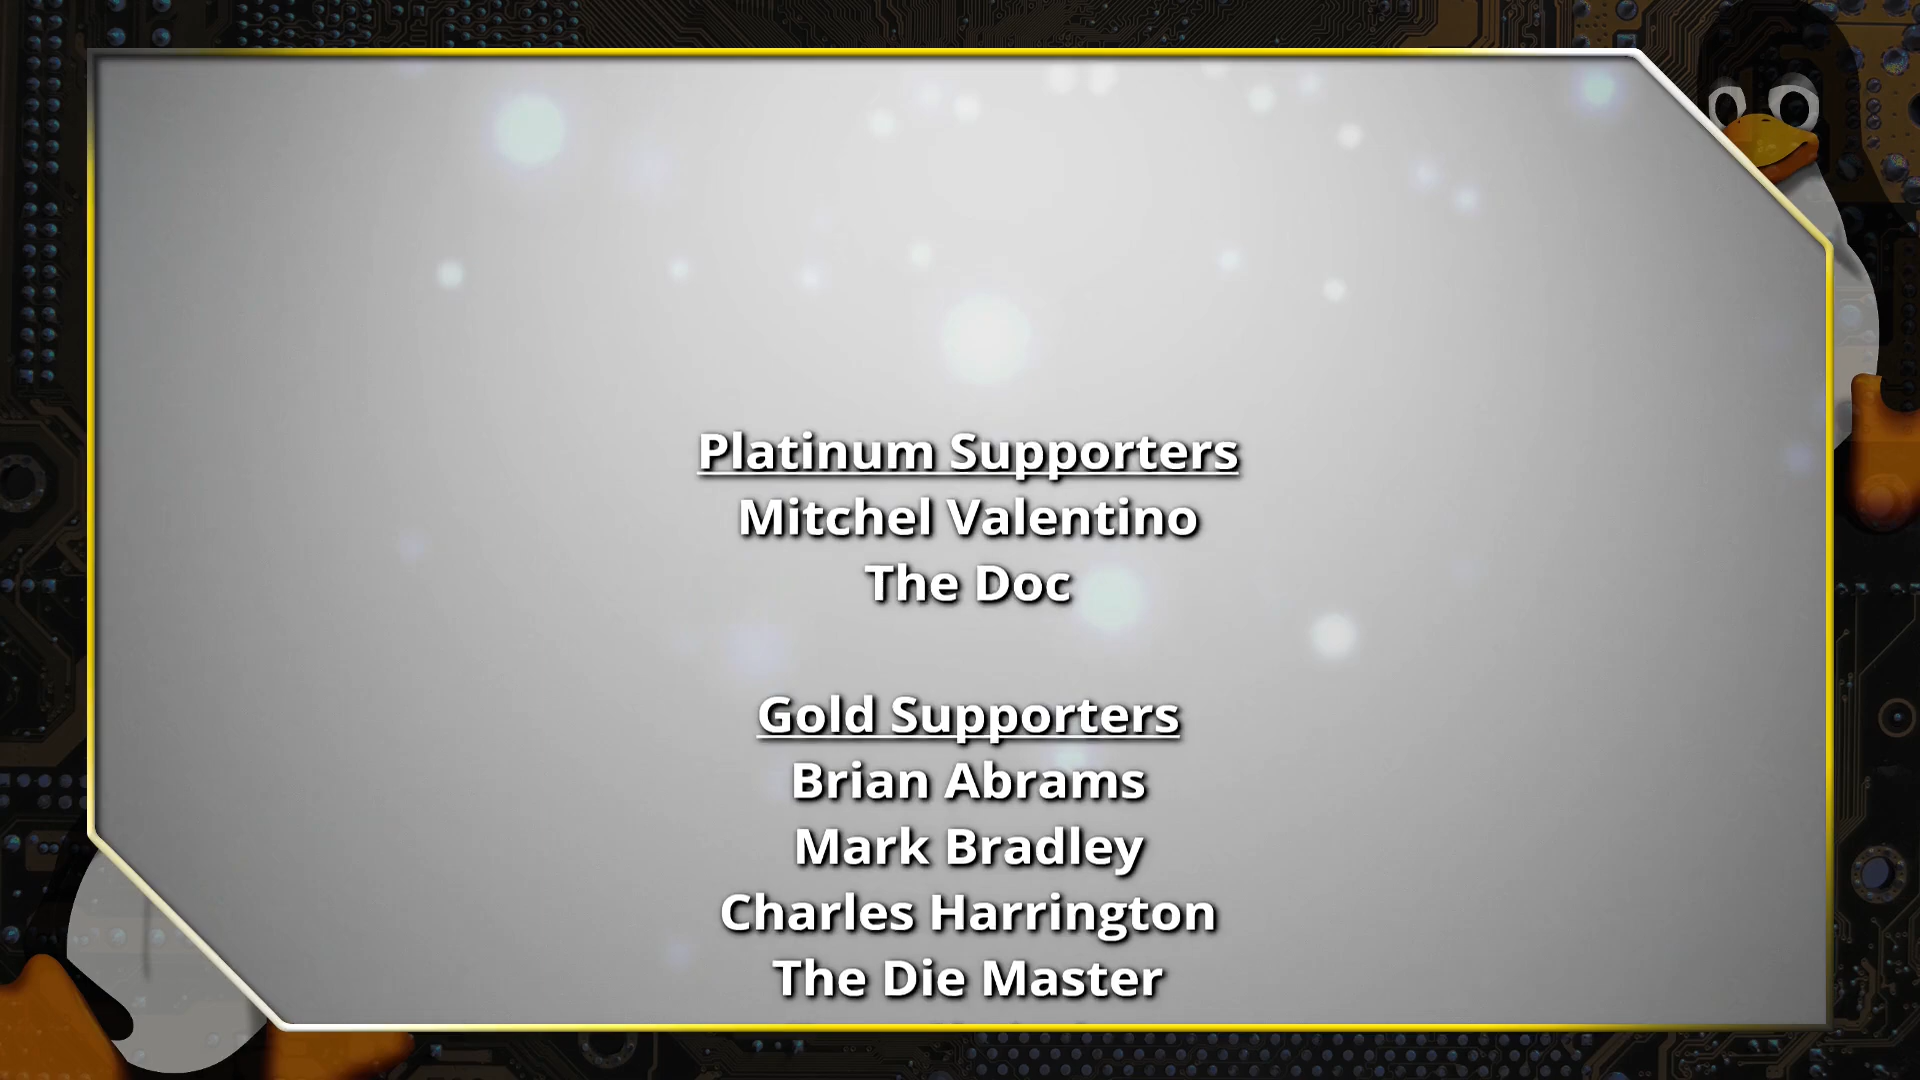 Platinum Supporters
Mitchel Valentino
The Doc
Gold Supporters
Brian Abrams
Mark Bradley
Charles Harrington
The Die Master